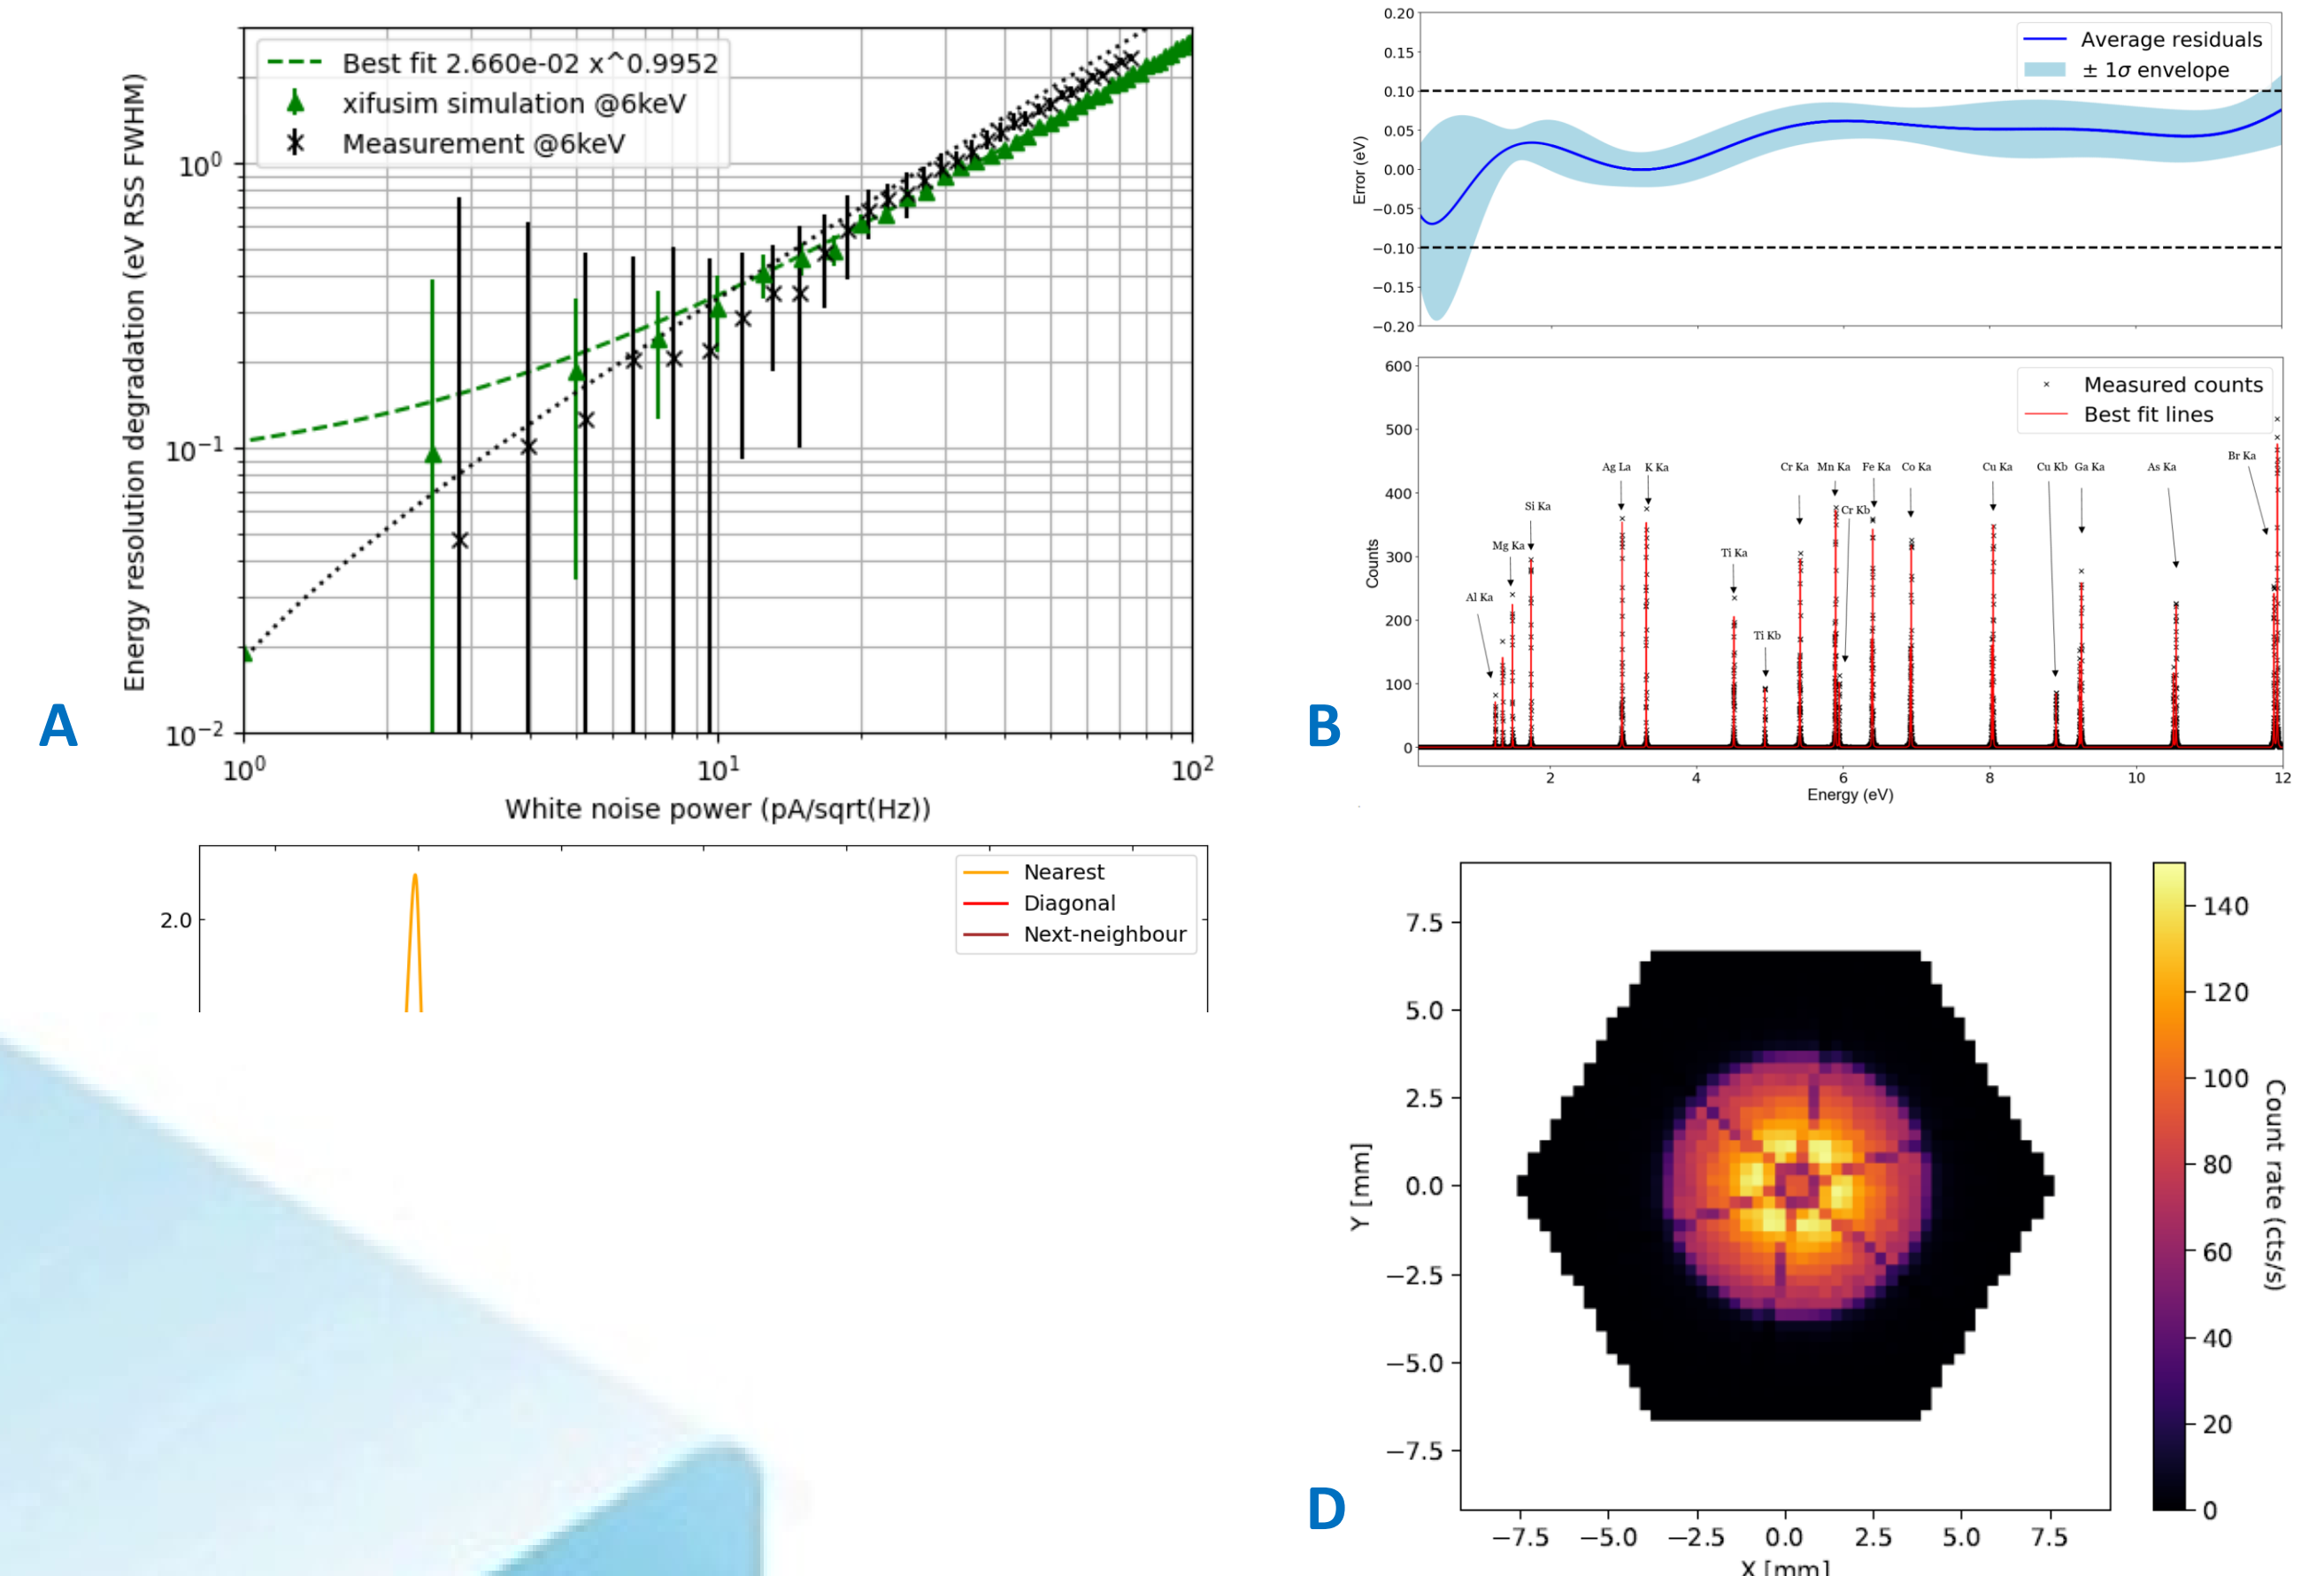 Best fit 2.660e-02 x^0.9952
xifusim simulation @6keV
Measurement @6keV
Energy resolution degradation (eV RSS FWHM)
10^0
10^-1
10^-2
10^0 10^1 10^2
White noise power (pA/sqrt(Hz))
A
Average residuals
± 1σ envelope
Error (eV)
0.20
0.15
0.10
0.05
0.00
−0.05
−0.10
−0.15
−0.20
Measured counts
Best fit lines
Counts
600
500
400
300
200
100
0
Al Ka
Mg Ka
Si Ka
Ag La
K Ka
Ti Ka
Ti Kb
Cr Ka
Mn Ka
Cr Kb
Fe Ka
Co Ka
Cu Ka
Cu Kb
Ga Ka
As Ka
Br Ka
2 4 6 8 10 12
Energy (eV)
B
2.0
Nearest
Diagonal
Next-neighbour
Y [mm]
7.5
5.0
2.5
0.0
−2.5
−5.0
−7.5
−7.5 −5.0 −2.5 0.0 2.5 5.0 7.5
X [mm]
140
120
100
80
60
40
20
0
Count rate (cts/s)
D